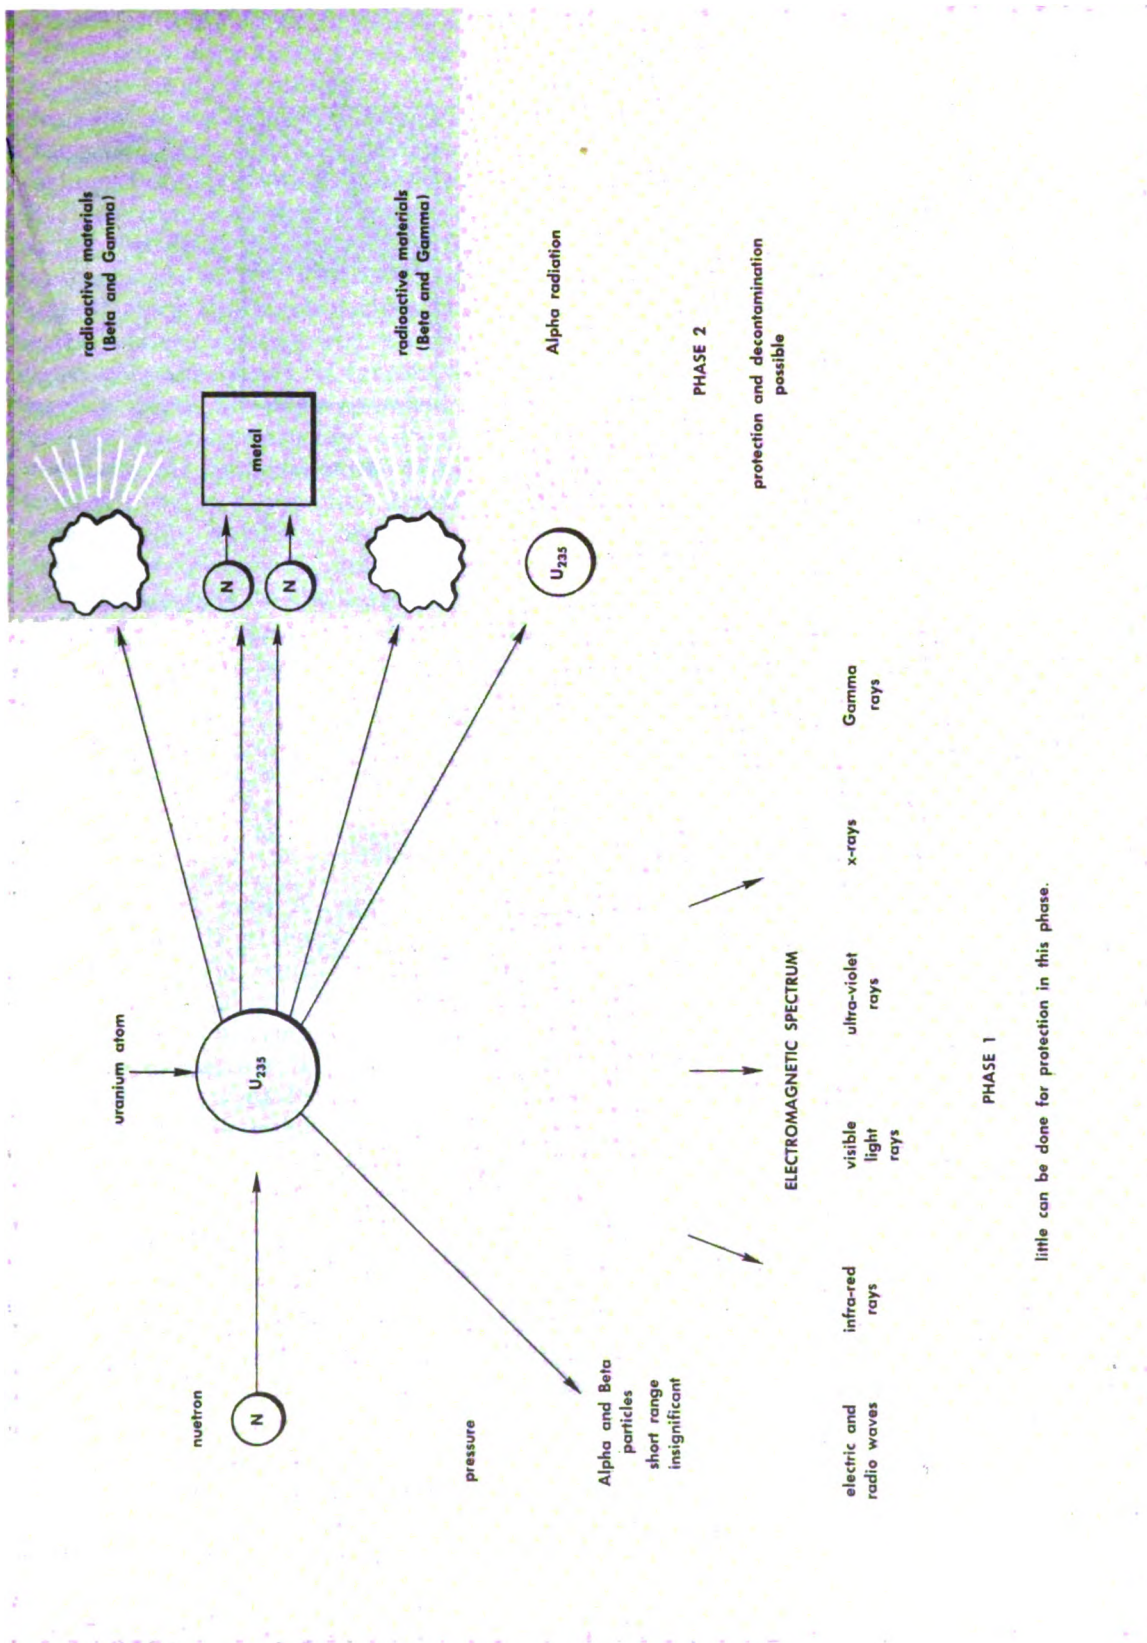 uranium atom
nuetron
N
U235
radioactive materials
(Beta and Gamma)
N
N
metal
radioactive materials
(Beta and Gamma)
U235
Alpha radiation
pressure
Alpha and Beta
particles
short range
insignificant
PHASE 2
protection and decontamination
possible
ELECTROMAGNETIC SPECTRUM
electric and
radio waves
infra-red
rays
visible
light
rays
ultra-violet
rays
x-rays
Gamma
rays
PHASE 1
little can be done for protection in this phase.